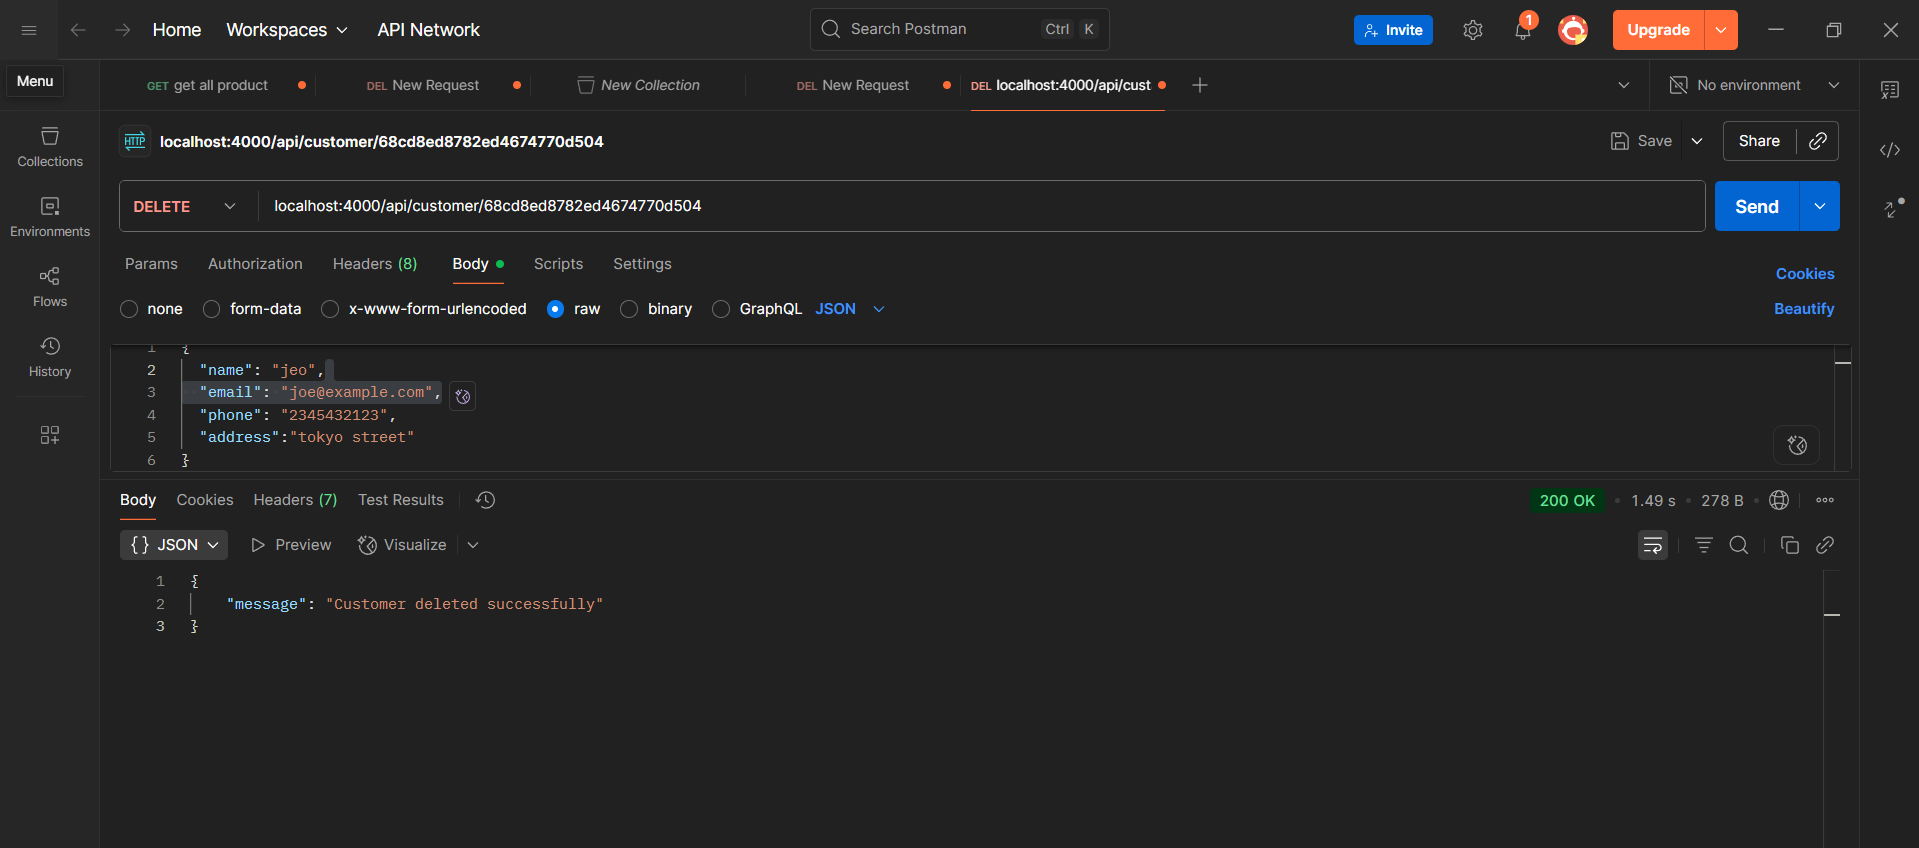 Home Workspaces API Network Search Postman Ctrl K Invite 1 Upgrade
Menu
GET get all product DEL New Request New Collection DEL New Request DEL localhost:4000/api/cust No environment
HTTP localhost:4000/api/customer/68cd8ed8782ed4674770d504 Save Share
Collections
DELETE localhost:4000/api/customer/68cd8ed8782ed4674770d504 Send
Environments
Params Authorization Headers (8) Body Scripts Settings Cookies
Flows
none form-data x-www-form-urlencoded raw binary GraphQL JSON Beautify
History
1 {
2 "name": "jeo",
3 "email": "joe@example.com",
4 "phone": "2345432123",
5 "address":"tokyo street"
6 }
Body Cookies Headers (7) Test Results 200 OK • 1.49 s • 278 B •
{} JSON Preview Visualize
1 {
2 "message": "Customer deleted successfully"
3 }